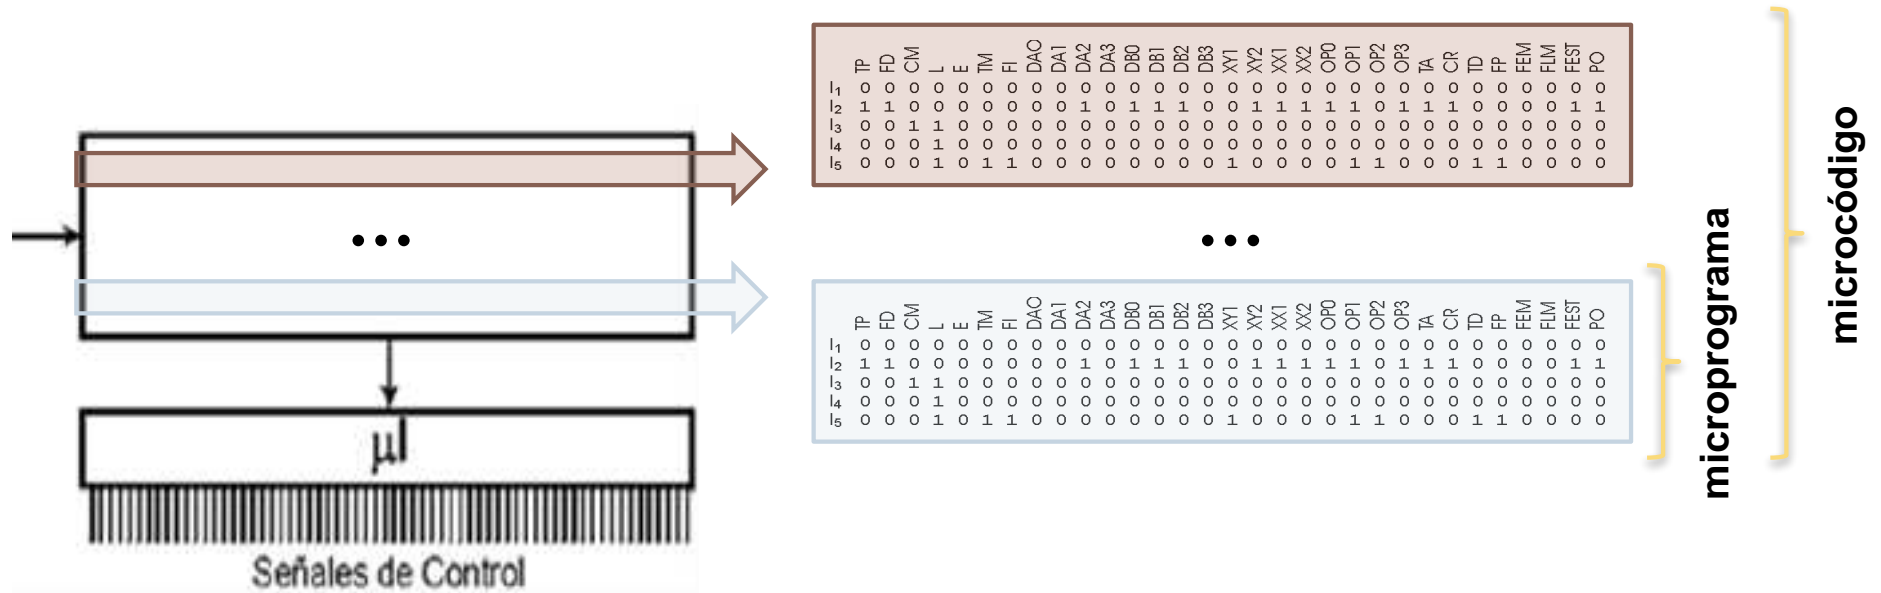 TP FD CM L E TM FI DAO DA1 DA2 DA3 DB0 DB1 DB2 DB3 XY1 XY2 XX1 XX2 OP0 OP1 OP2 OP3 TA CR TD FP FEM FLM FEST PO
I₁ 0 0 0 0 0 0 0 0 0 0 0 0 0 0 0 0 0 0 0 0 0 0 0 0 0 0 0 0 0 0 0
I₂ 1 1 0 0 0 0 0 0 0 1 0 1 1 1 0 0 1 1 1 1 1 0 1 1 1 0 0 0 0 1 1
I₃ 0 0 1 1 0 0 0 0 0 0 0 0 0 0 0 0 0 0 0 0 0 0 0 0 0 0 0 0 0 0 0
I₄ 0 0 0 1 0 0 0 0 0 0 0 0 0 0 0 0 0 0 0 0 0 0 0 0 0 0 0 0 0 0 0
I₅ 0 0 0 1 0 1 1 0 0 0 0 0 0 0 0 1 0 0 0 0 1 1 0 0 0 1 1 0 0 0 0
...
...
TP FD CM L E TM FI DAO DA1 DA2 DA3 DB0 DB1 DB2 DB3 XY1 XY2 XX1 XX2 OP0 OP1 OP2 OP3 TA CR TD FP FEM FLM FEST PO
I₁ 0 0 0 0 0 0 0 0 0 0 0 0 0 0 0 0 0 0 0 0 0 0 0 0 0 0 0 0 0 0 0
I₂ 1 1 0 0 0 0 0 0 0 1 0 1 1 1 0 0 1 1 1 1 1 0 1 1 1 0 0 0 0 1 1
I₃ 0 0 1 1 0 0 0 0 0 0 0 0 0 0 0 0 0 0 0 0 0 0 0 0 0 0 0 0 0 0 0
I₄ 0 0 0 1 0 0 0 0 0 0 0 0 0 0 0 0 0 0 0 0 0 0 0 0 0 0 0 0 0 0 0
I₅ 0 0 0 1 0 1 1 0 0 0 0 0 0 0 0 1 0 0 0 0 1 1 0 0 0 1 1 0 0 0 0
microprograma
microcódigo
μI
Señales de Control